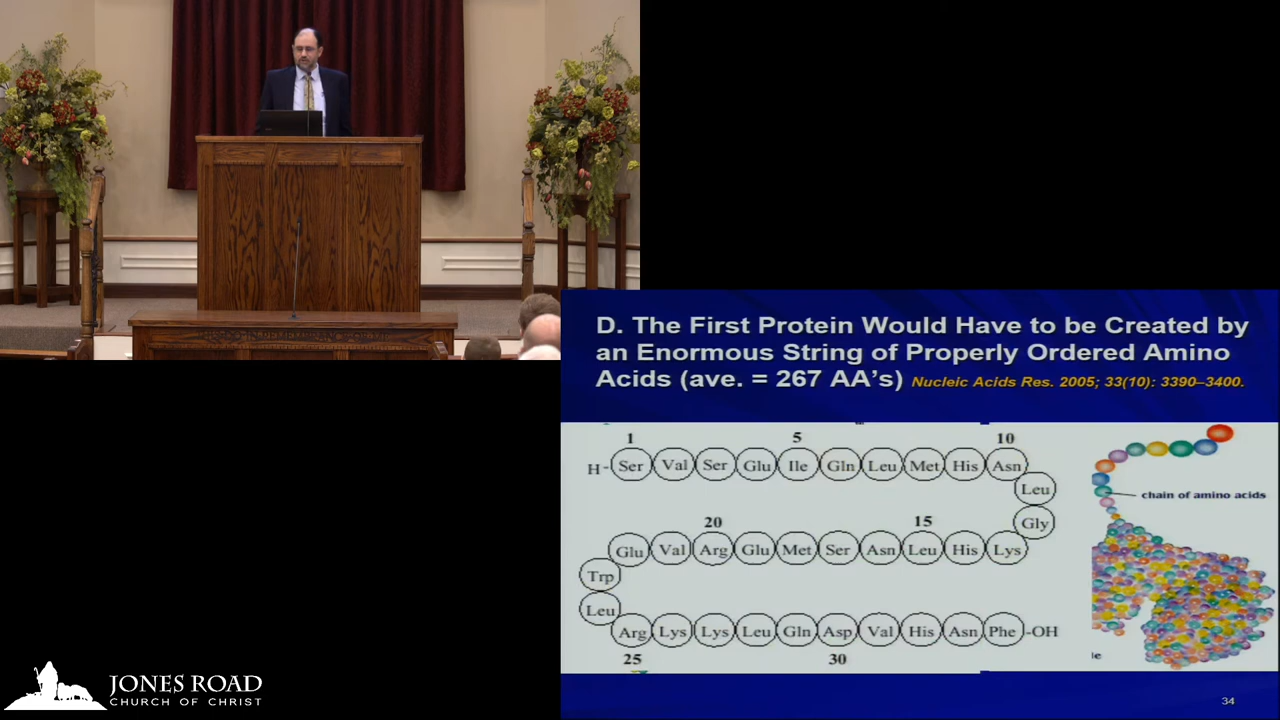 D. The First Protein Would Have to be Created by
an Enormous String of Properly Ordered Amino
Acids (ave. = 267 AA's) Nucleic Acids Res. 2005; 33(10): 3390–3400.
1 5 10
H- Ser Val Ser Glu Ile Gln Leu Met His Asn
Leu
Gly
20 15
Glu Val Arg Glu Met Ser Asn Leu His Lys
Trp
Leu
Arg Lys Lys Leu Gln Asp Val His Asn Phe -OH
25 30
chain of amino acids
le
34
JONES ROAD
CHURCH OF CHRIST